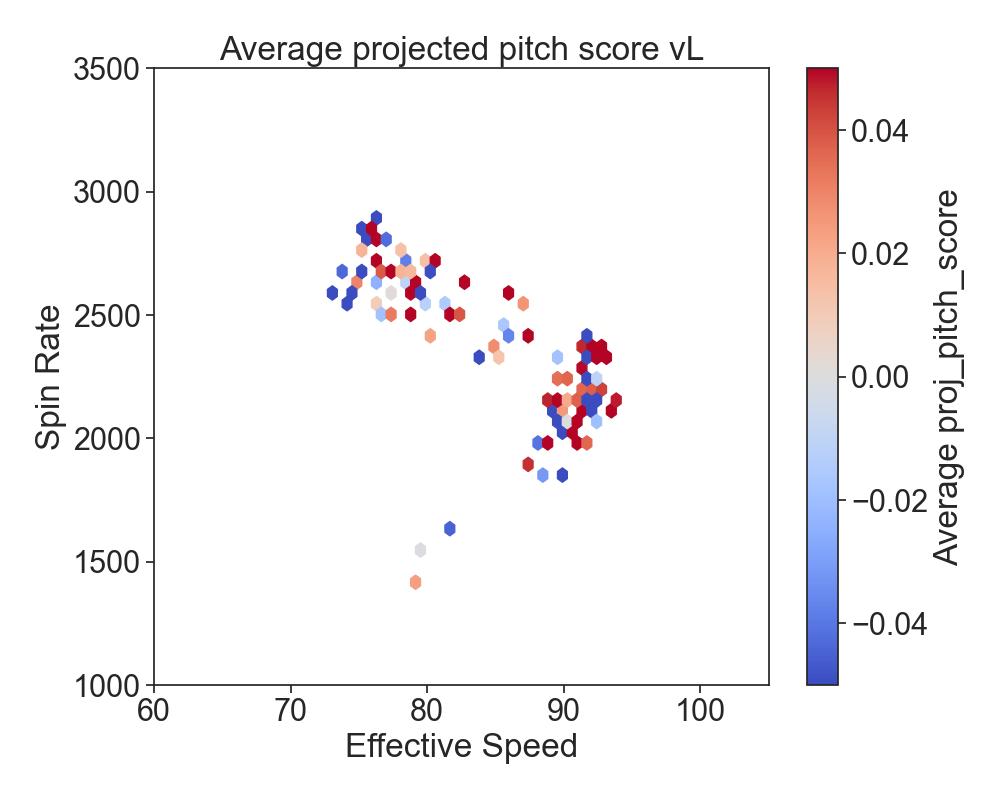 Average projected pitch score vL
3500
3000
2500
2000
1500
1000
Spin Rate
60 70 80 90 100
Effective Speed
0.04
0.02
0.00
−0.02
−0.04
Average proj_pitch_score